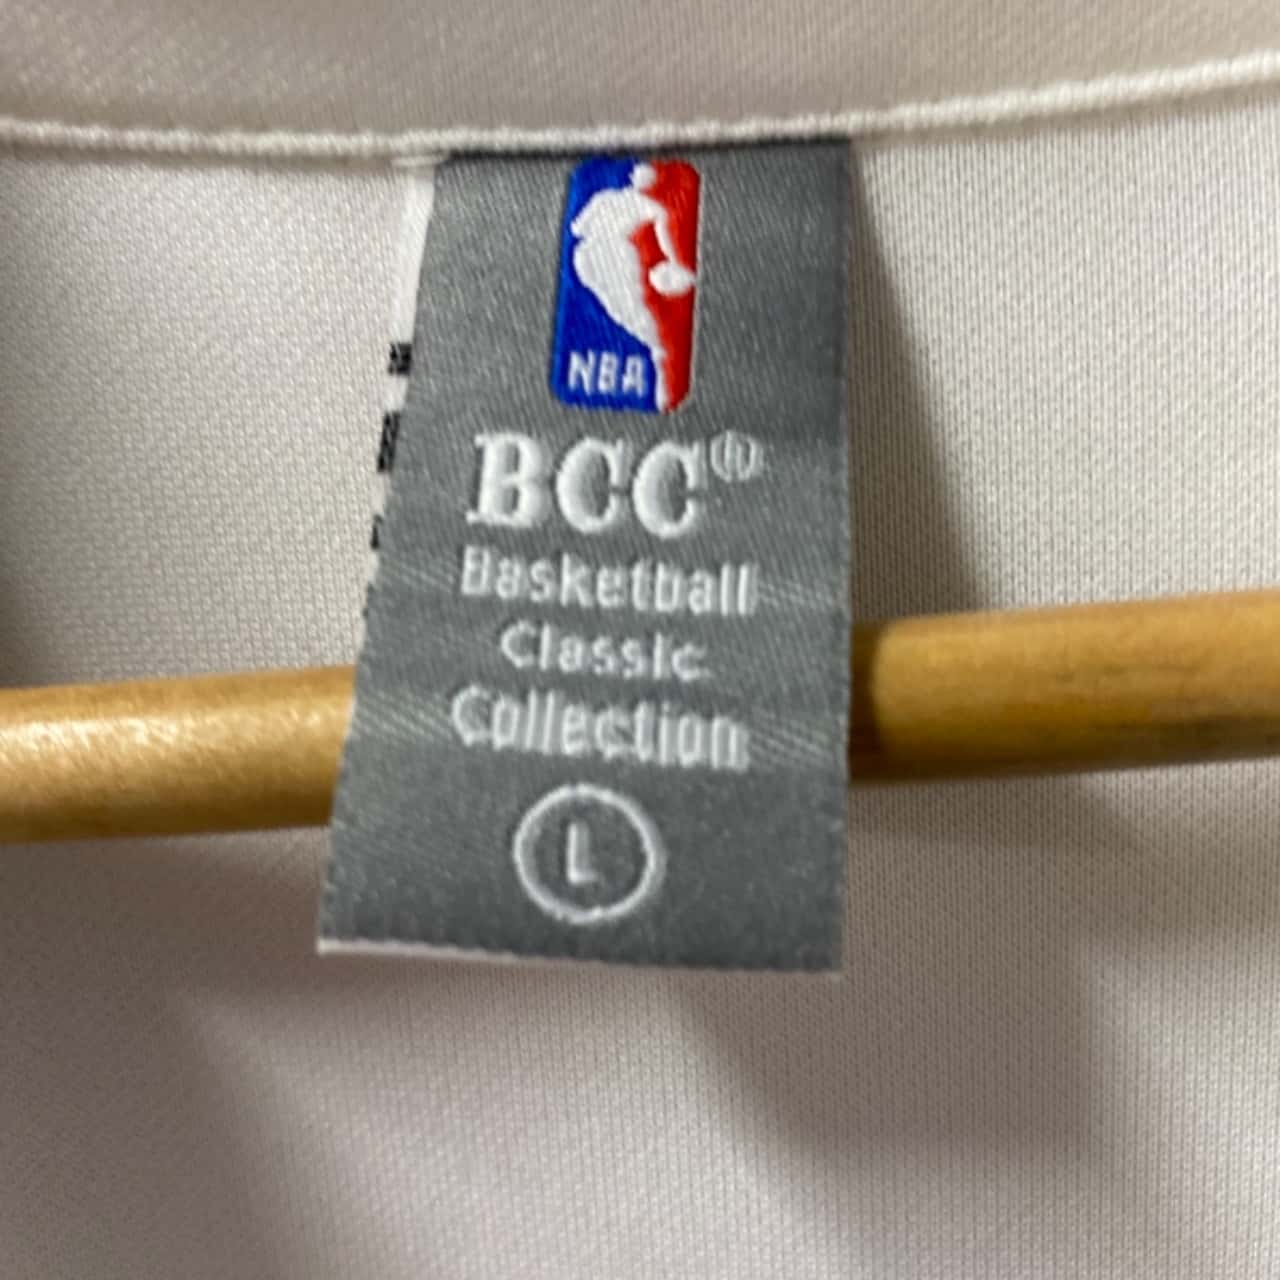 NBA
BCC®
Basketball
Classic
Collection
L